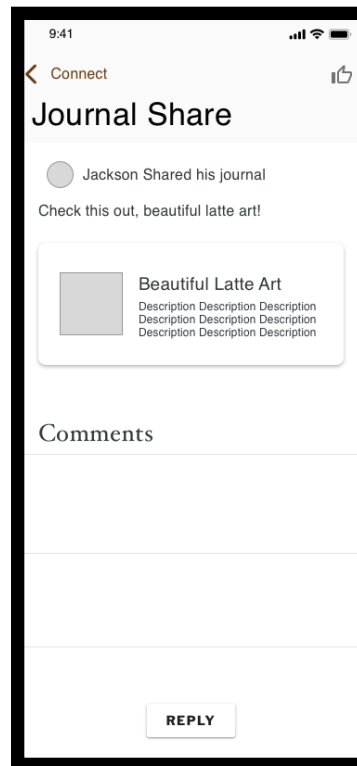 9:41
Connect
Journal Share
Jackson Shared his journal
Check this out, beautiful latte art!
Beautiful Latte Art
Description Description Description
Description Description Description
Description Description Description
Comments
REPLY